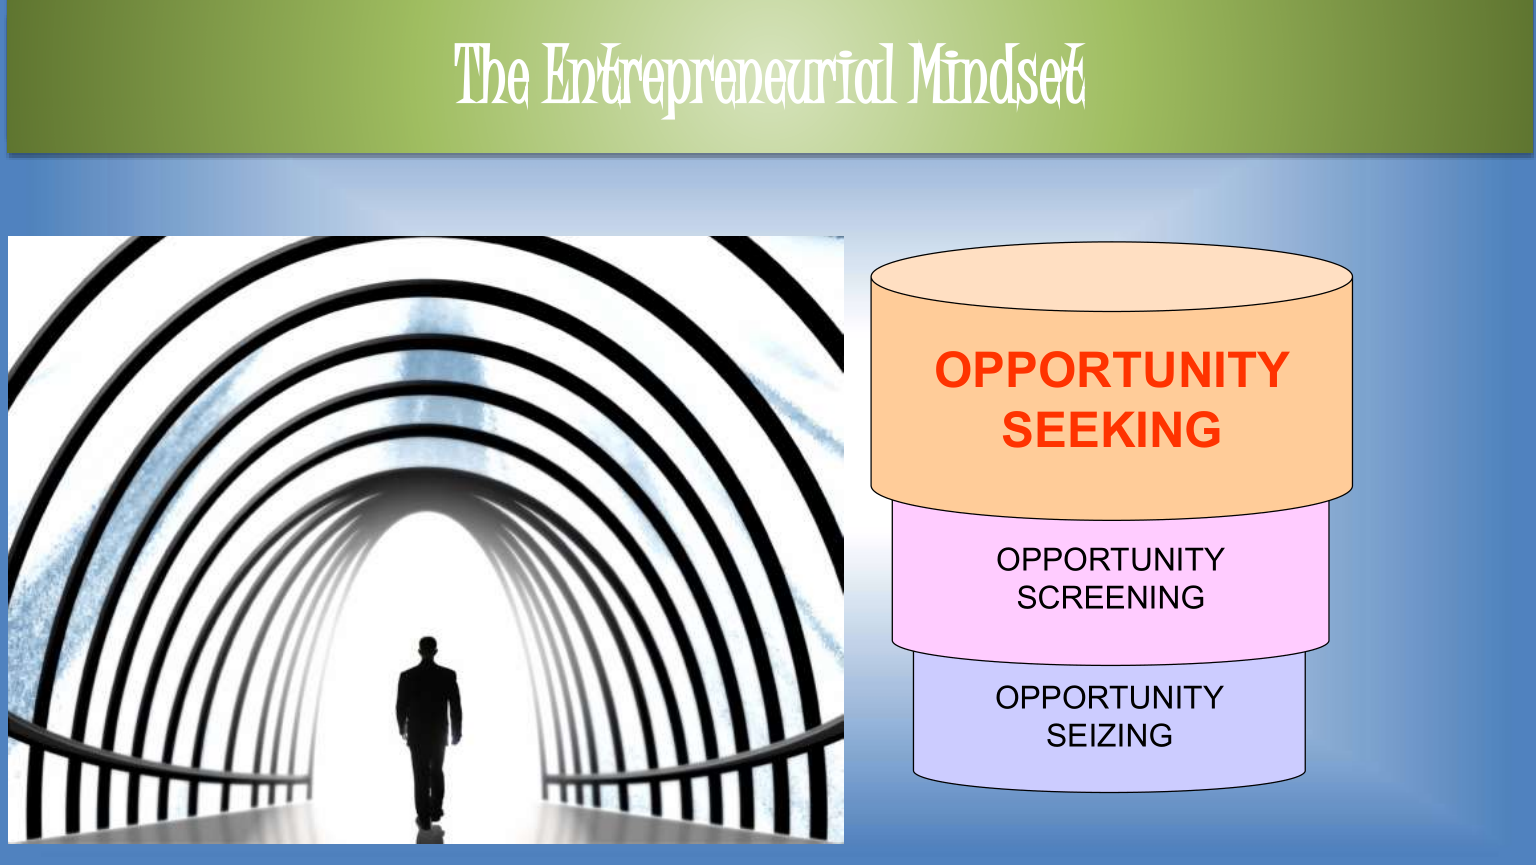 The Entrepreneurial Mindset
OPPORTUNITY
SEEKING
OPPORTUNITY
SCREENING
OPPORTUNITY
SEIZING